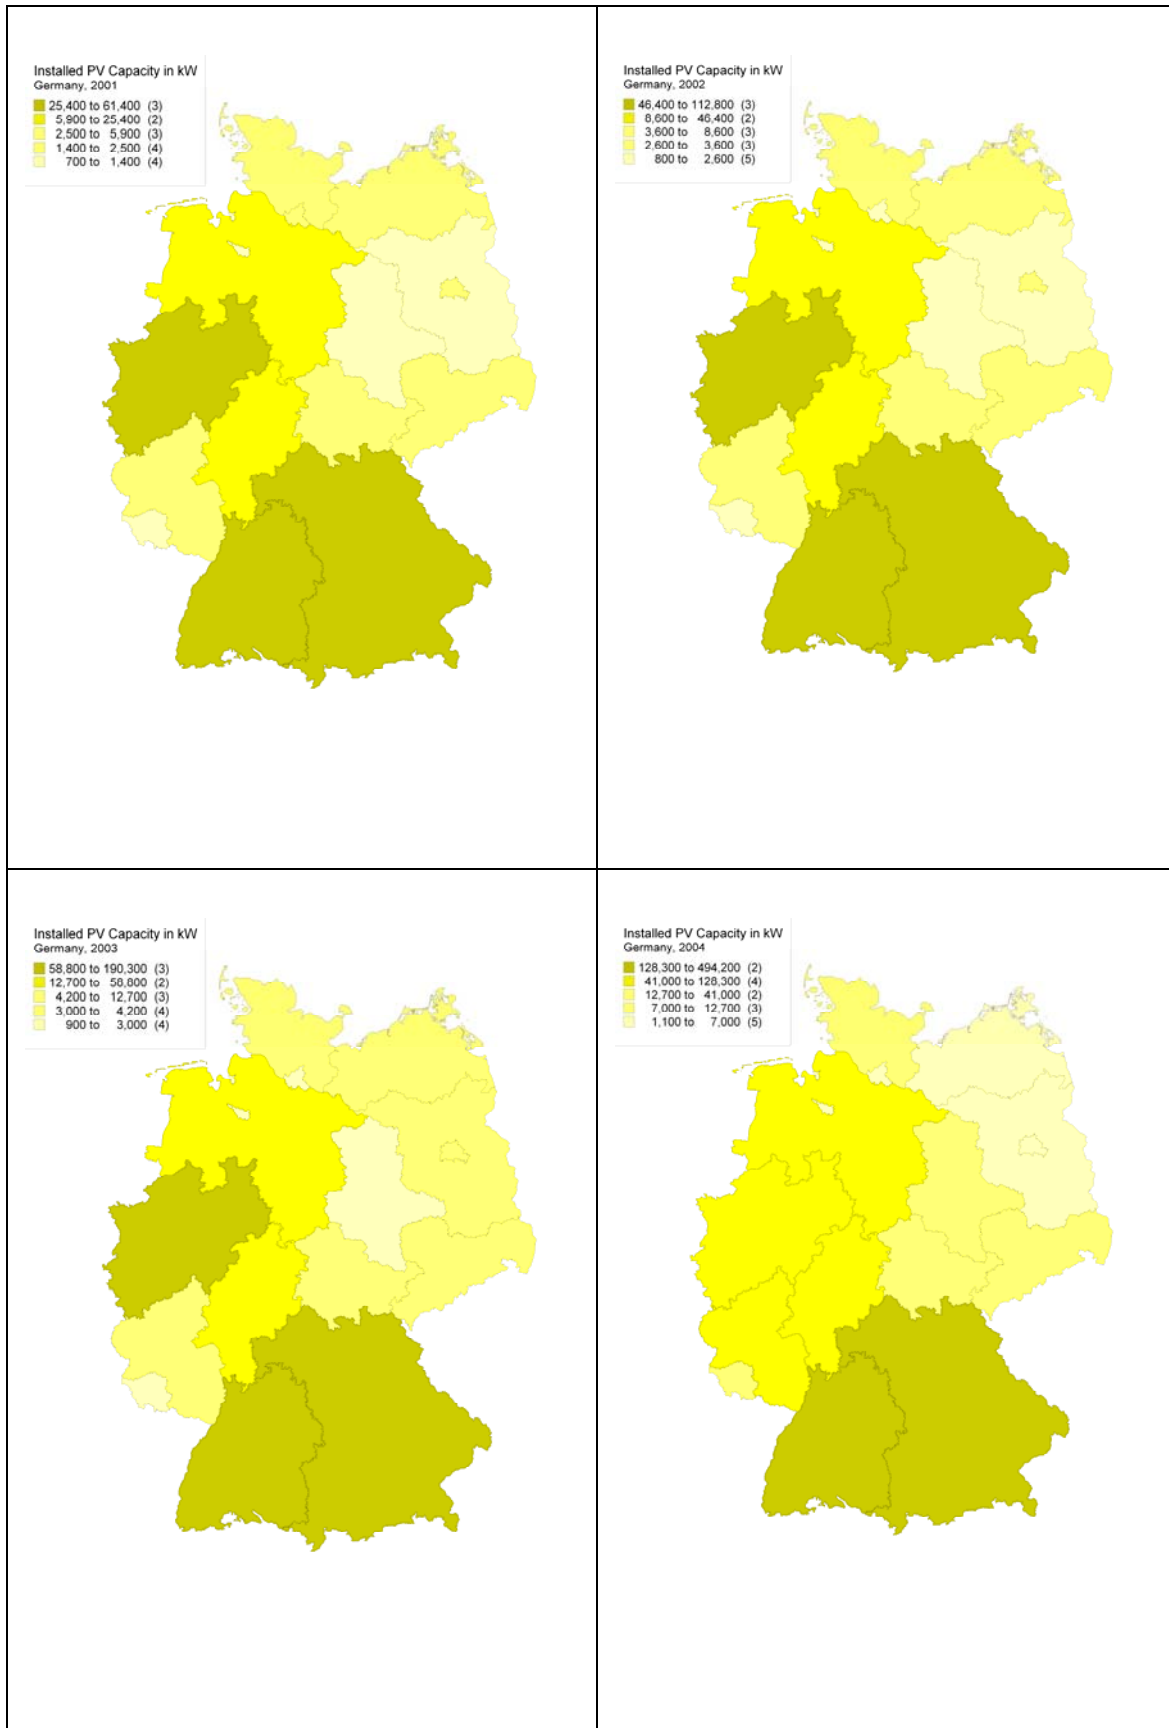 Installed PV Capacity in kW
Germany, 2001
25,400 to 61,400 (3)
5,900 to 25,400 (2)
2,500 to 5,900 (3)
1,400 to 2,500 (4)
700 to 1,400 (4)
Installed PV Capacity in kW
Germany, 2002
46,400 to 112,800 (3)
8,600 to 46,400 (2)
3,600 to 8,600 (3)
2,600 to 3,600 (3)
800 to 2,600 (5)
Installed PV Capacity in kW
Germany, 2003
58,800 to 190,300 (3)
12,700 to 58,800 (2)
4,200 to 12,700 (3)
3,000 to 4,200 (4)
900 to 3,000 (4)
Installed PV Capacity in kW
Germany, 2004
128,300 to 494,200 (2)
41,000 to 128,300 (4)
12,700 to 41,000 (2)
7,000 to 12,700 (3)
1,100 to 7,000 (5)